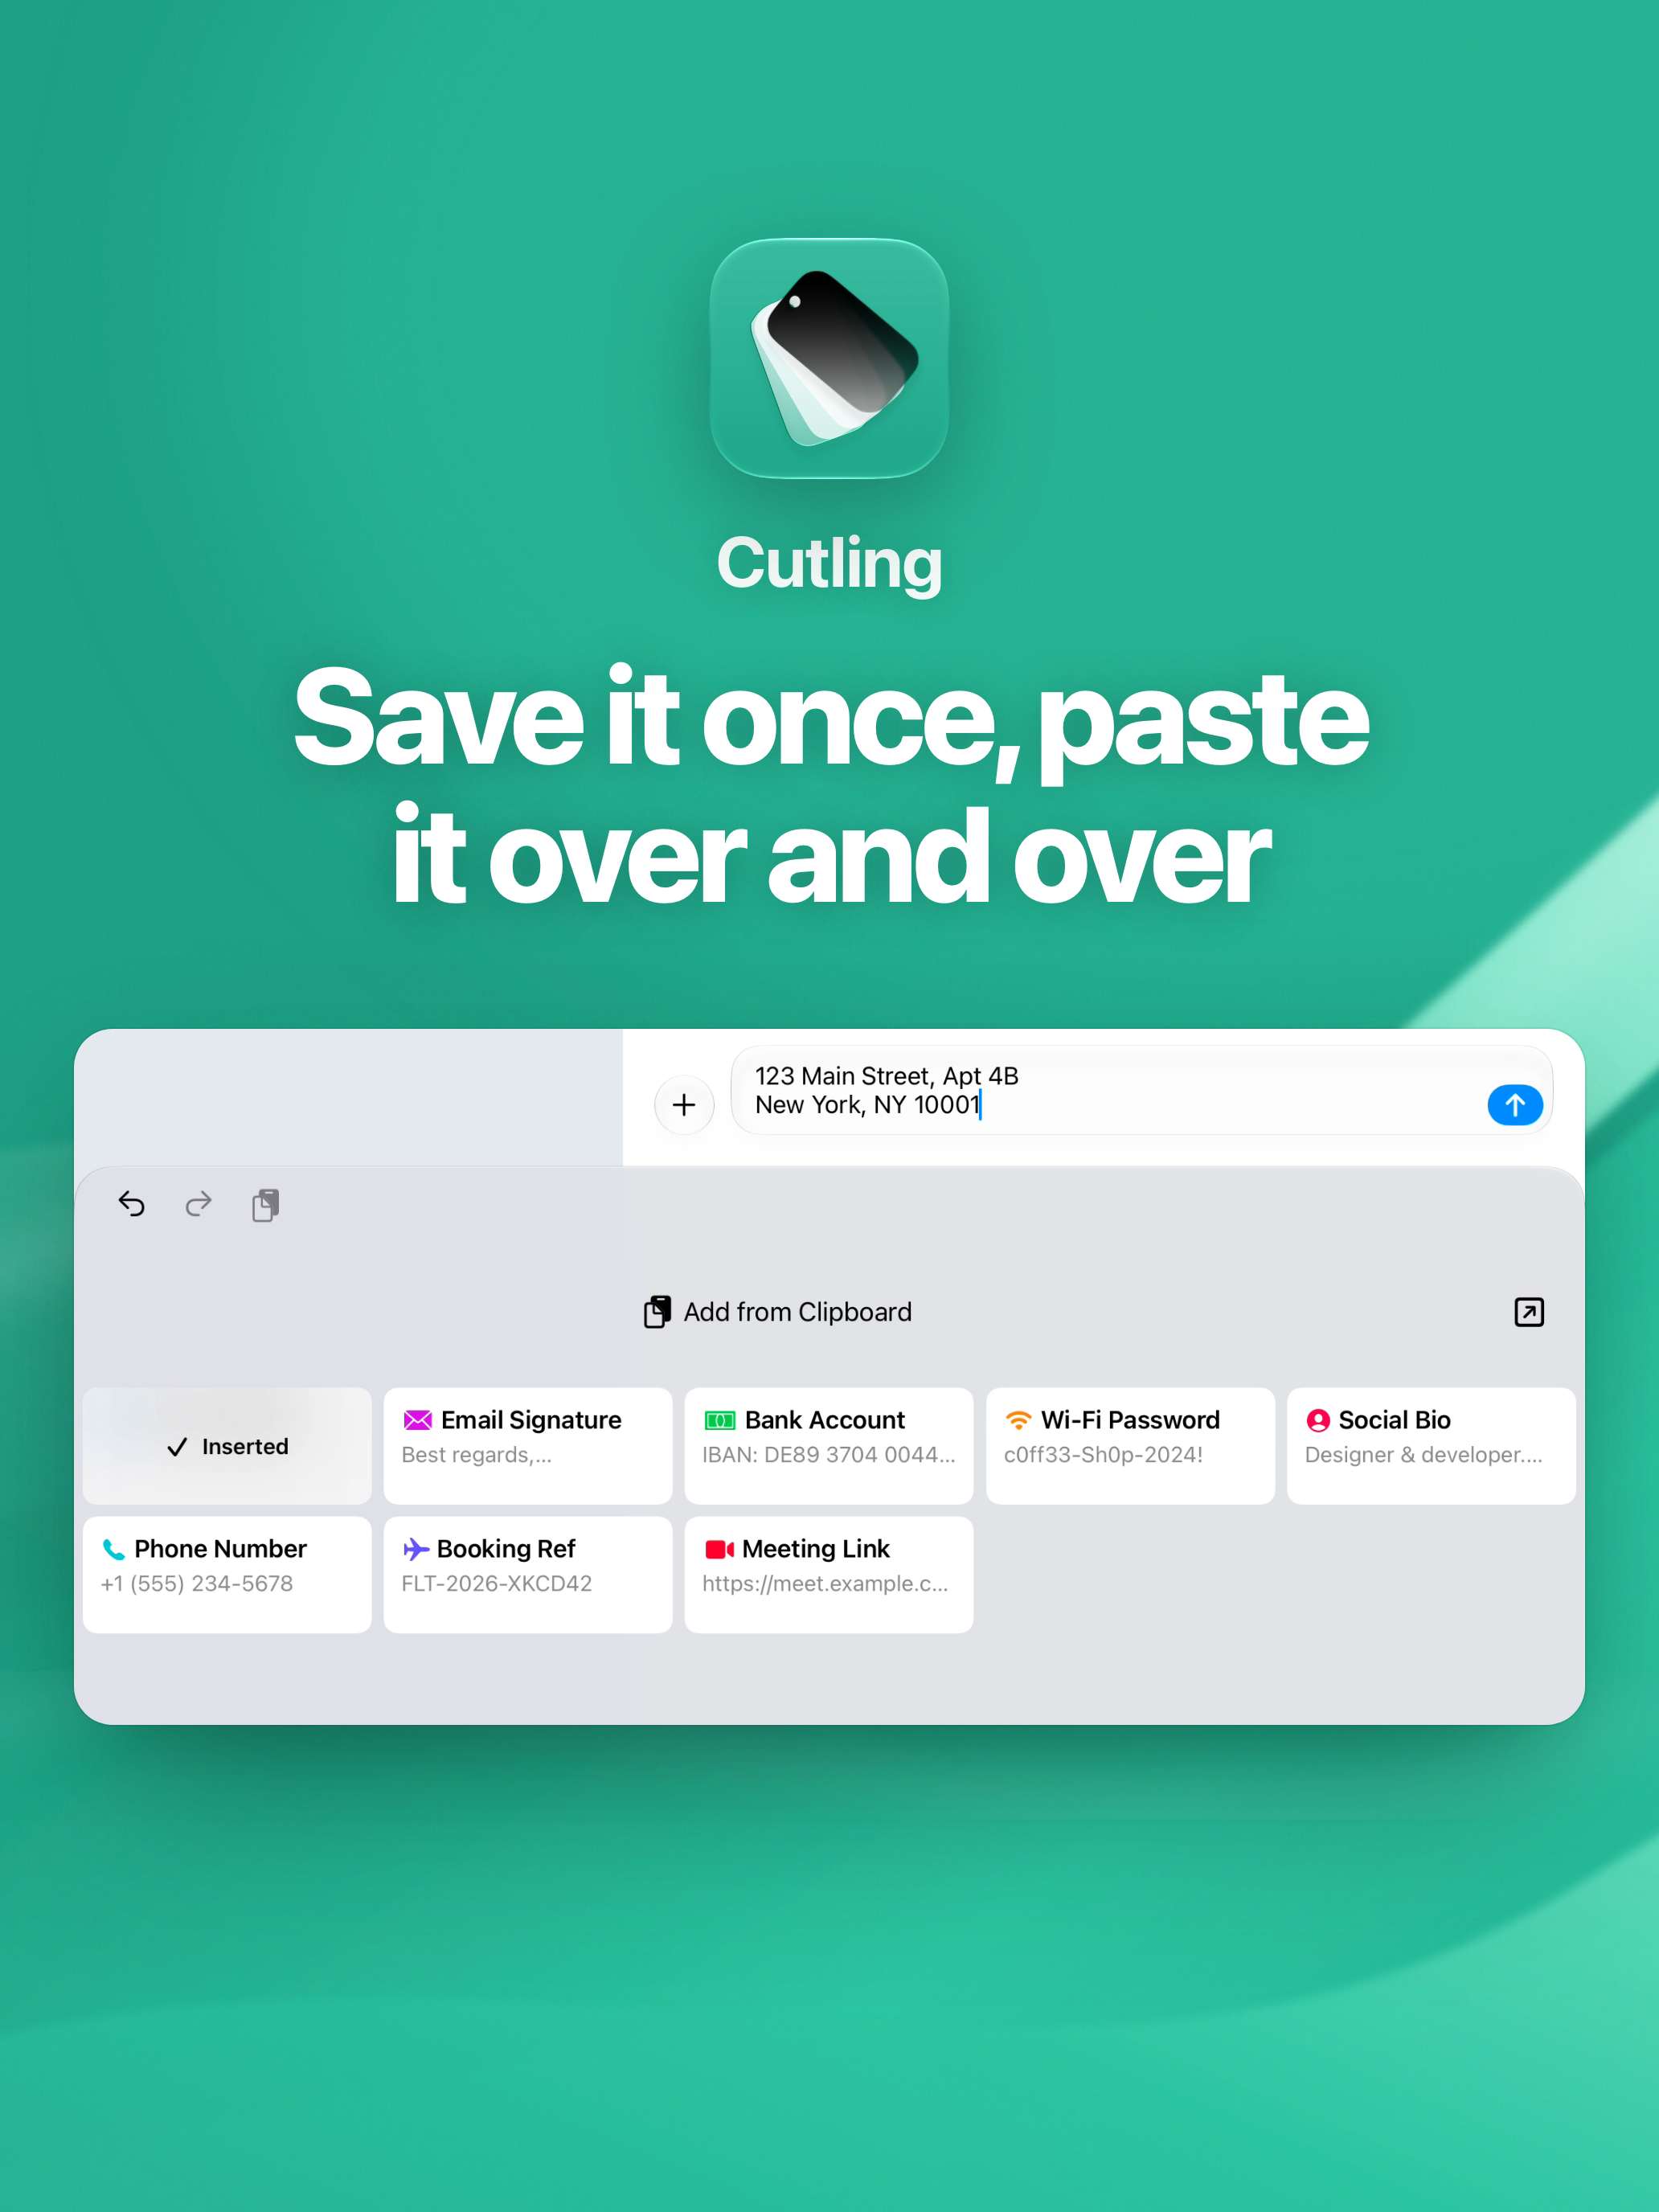 Cutling
Save it once, paste
it over and over
123 Main Street, Apt 4B
New York, NY 10001
Add from Clipboard
Inserted
Email Signature
Best regards,...
Bank Account
IBAN: DE89 3704 0044...
Wi-Fi Password
c0ff33-Sh0p-2024!
Social Bio
Designer & developer....
Phone Number
+1 (555) 234-5678
Booking Ref
FLT-2026-XKCD42
Meeting Link
https://meet.example.c...